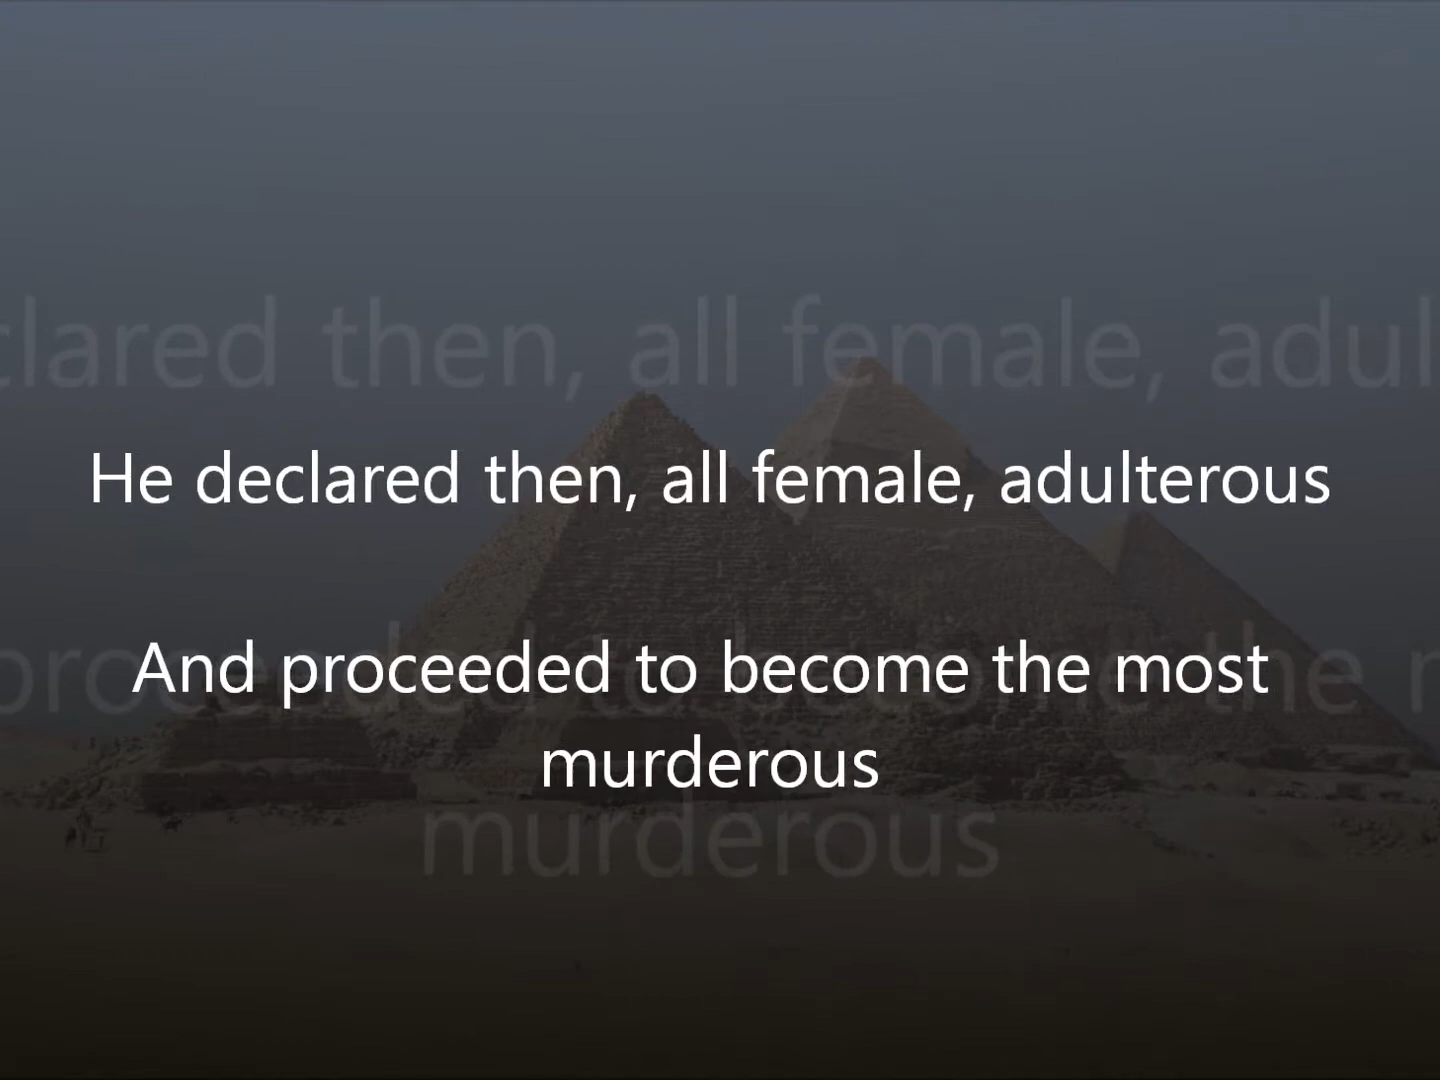 He declared then, all female, adulterous
And proceeded to become the most
murderous